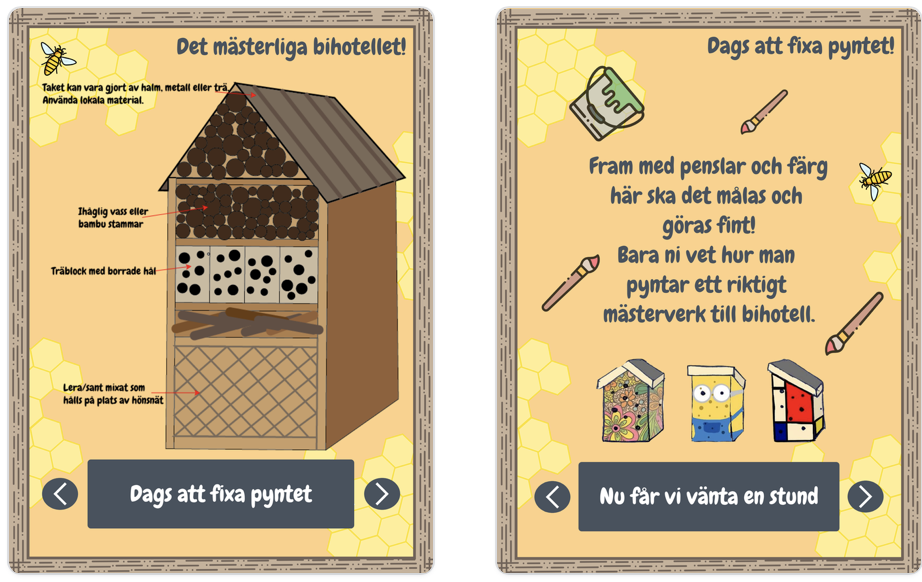 Det mästerliga bihotellet!
Taket kan vara gjort av halm, metall eller trä.
Använda lokala material.
Ihåglig vass eller
bambu stammar
Träblock med borrade hål
Lera/sant mixat som
hålls på plats av hönsnät
Dags att fixa pyntet
Dags att fixa pyntet!
Fram med penslar och färg
här ska det målas och
göras fint!
Bara ni vet hur man
pyntar ett riktigt
mästerverk till bihotell.
Nu får vi vänta en stund